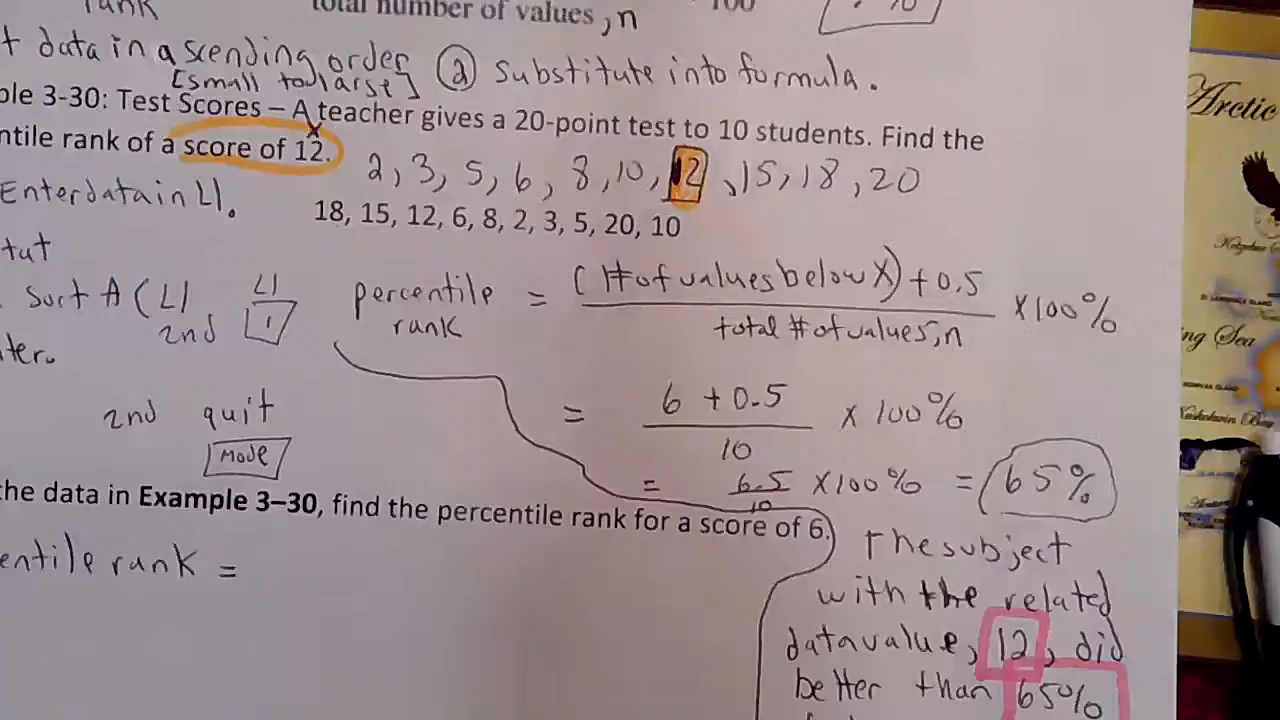 rank
total number of values, n
100
%
t data in ascending order ② Substitute into formula.
[small to large]
ple 3-30: Test Scores – A teacher gives a 20-point test to 10 students. Find the
x
ntile rank of a score of 12.
2, 3, 5, 6, 8, 10, 12, 15, 18, 20
Enter data in L1.
18, 15, 12, 6, 8, 2, 3, 5, 20, 10
tut
Sort A (L1
L1
2nd 1
percentile rank = (# of values below X) + 0.5
total # of values, n
× 100%
nter.
= 6 + 0.5
10
× 100%
2nd quit
MODE
= 6.5
10
× 100% = 65%
the data in Example 3–30, find the percentile rank for a score of 6.
entile rank =
The subject
with the related
data value, 12, did
better than 65%